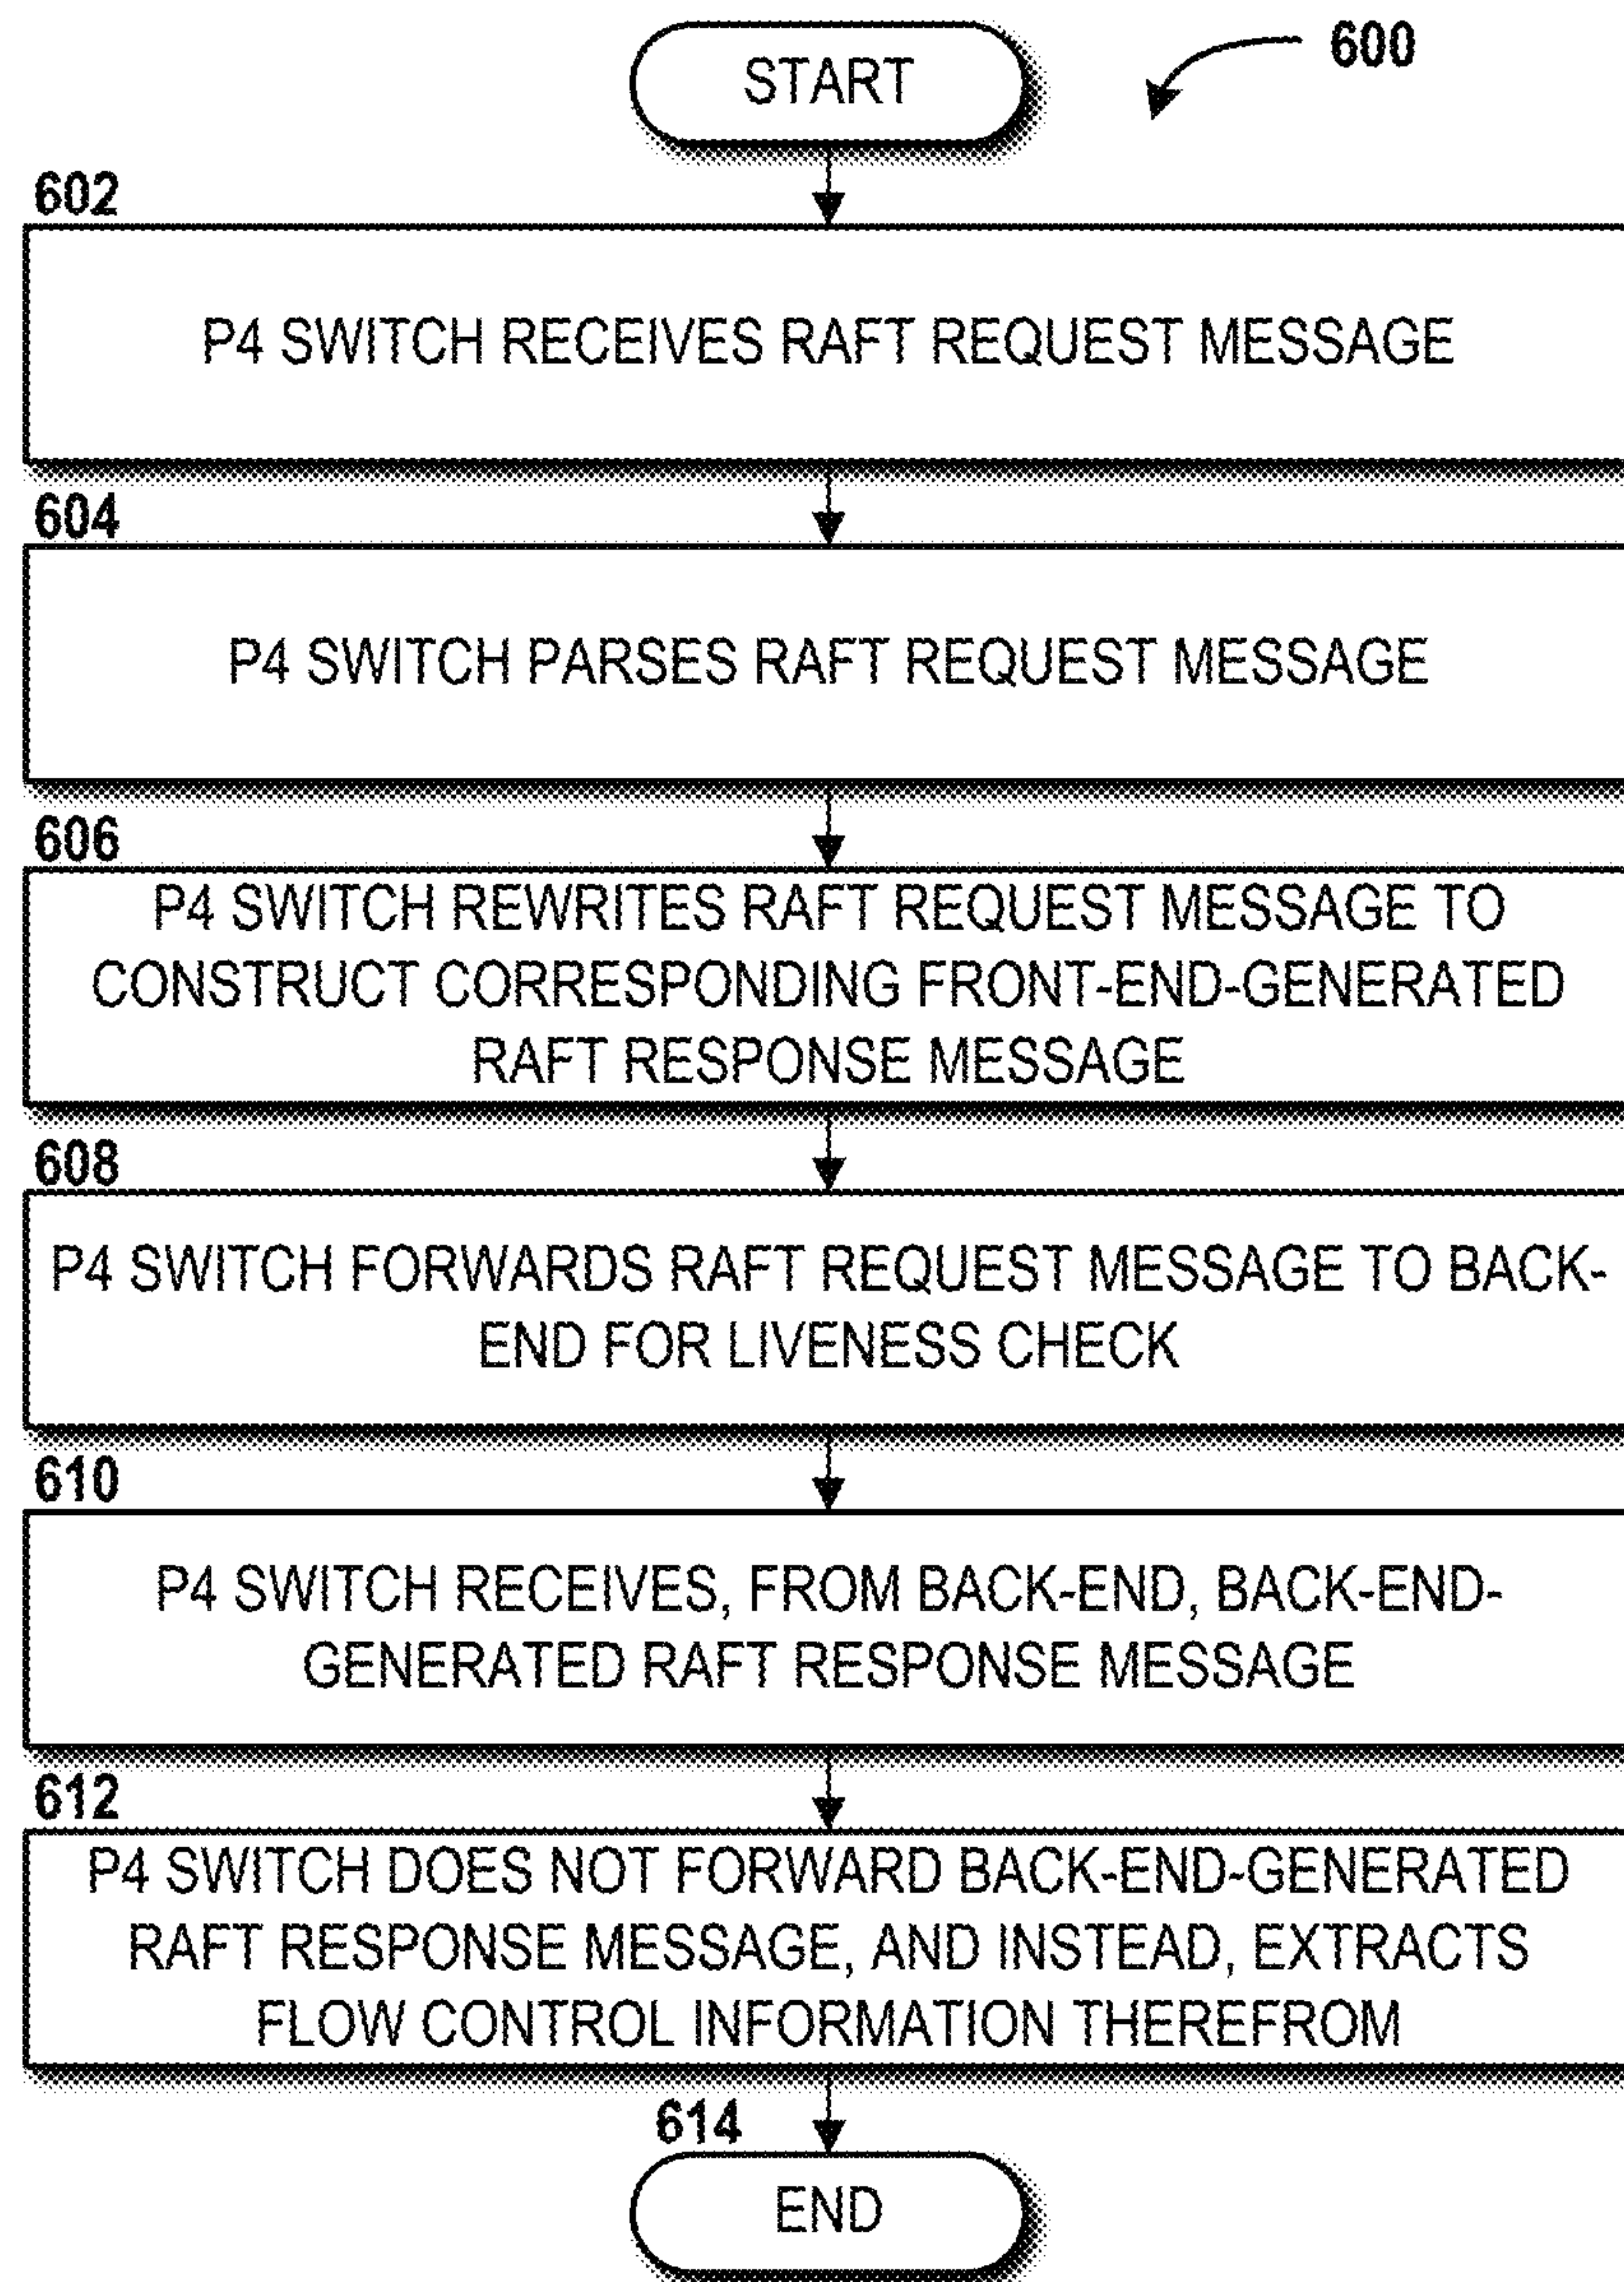 START
600
602
P4 SWITCH RECEIVES RAFT REQUEST MESSAGE
604
P4 SWITCH PARSES RAFT REQUEST MESSAGE
606
P4 SWITCH REWRITES RAFT REQUEST MESSAGE TO
CONSTRUCT CORRESPONDING FRONT-END-GENERATED
RAFT RESPONSE MESSAGE
608
P4 SWITCH FORWARDS RAFT REQUEST MESSAGE TO BACK-
END FOR LIVENESS CHECK
610
P4 SWITCH RECEIVES, FROM BACK-END, BACK-END-
GENERATED RAFT RESPONSE MESSAGE
612
P4 SWITCH DOES NOT FORWARD BACK-END-GENERATED
RAFT RESPONSE MESSAGE, AND INSTEAD, EXTRACTS
FLOW CONTROL INFORMATION THEREFROM
614
END